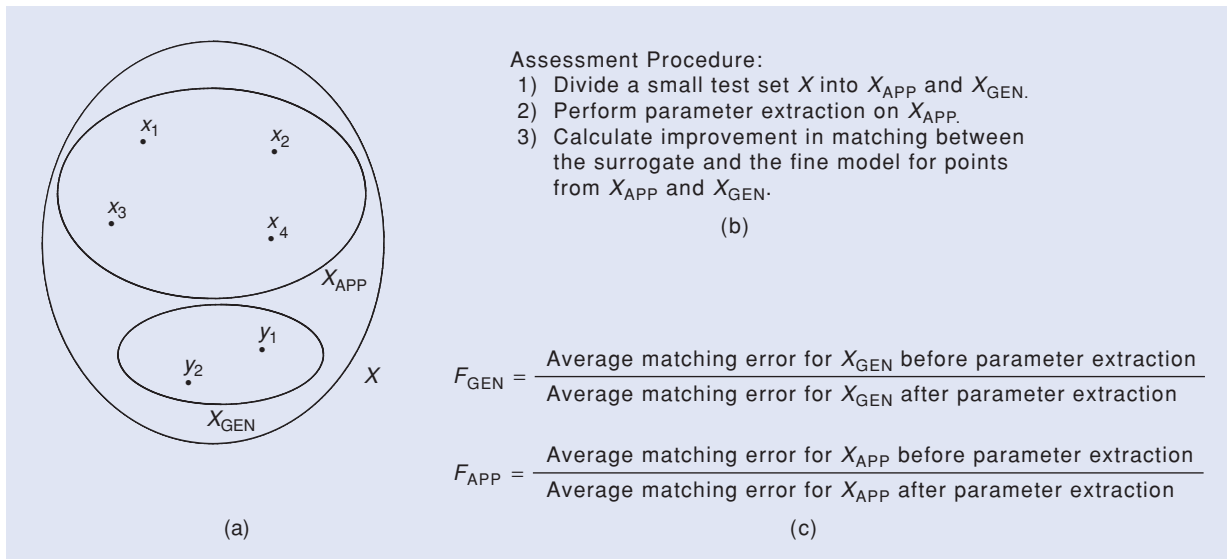 x1
x2
x3
x4
XAPP
y1
y2
X
XGEN
(a)
Assessment Procedure:
1) Divide a small test set X into XAPP and XGEN.
2) Perform parameter extraction on XAPP.
3) Calculate improvement in matching between
the surrogate and the fine model for points
from XAPP and XGEN.
(b)
FGEN = Average matching error for XGEN before parameter extraction
Average matching error for XGEN after parameter extraction
FAPP = Average matching error for XAPP before parameter extraction
Average matching error for XAPP after parameter extraction
(c)